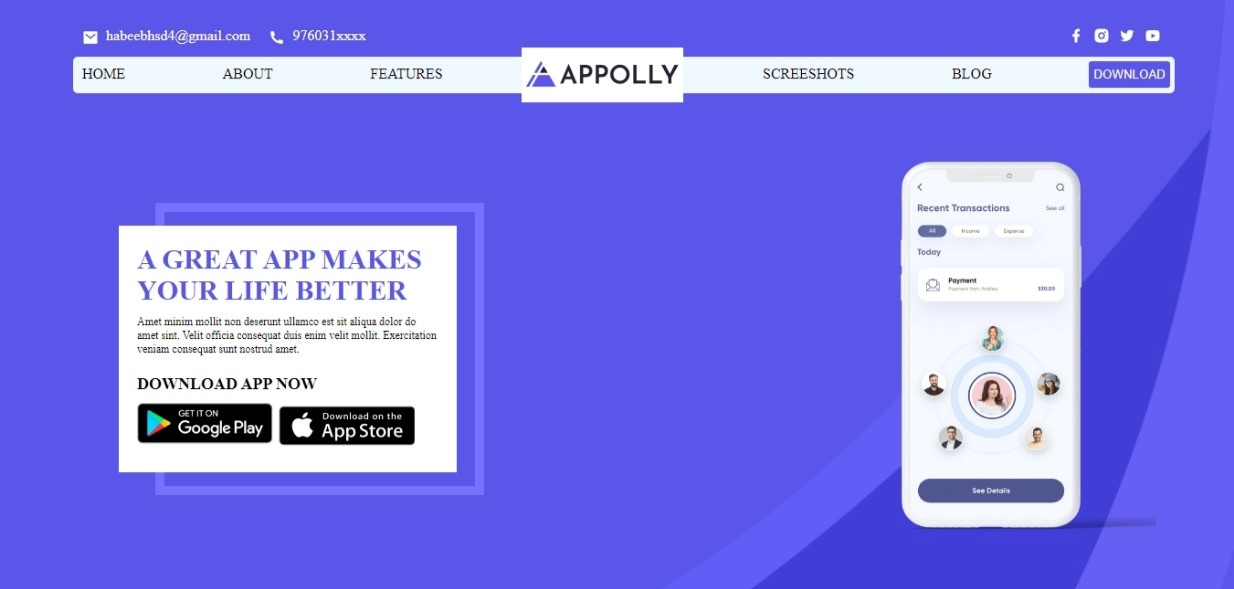 habeebhsd4@gmail.com 976031xxxx
HOME ABOUT FEATURES APPOLLY SCREESHOTS BLOG DOWNLOAD
A GREAT APP MAKES
YOUR LIFE BETTER
Amet minim mollit non deserunt ullamco est sit aliqua dolor do
amet sint. Velit officia consequat duis enim velit mollit. Exercitation
veniam consequat sunt nostrud amet.
DOWNLOAD APP NOW
GET IT ON
Google Play
Download on the
App Store
Recent Transactions See all
All Income Expense
Today
Payment
Payment from Andrea
$30.00
See Details